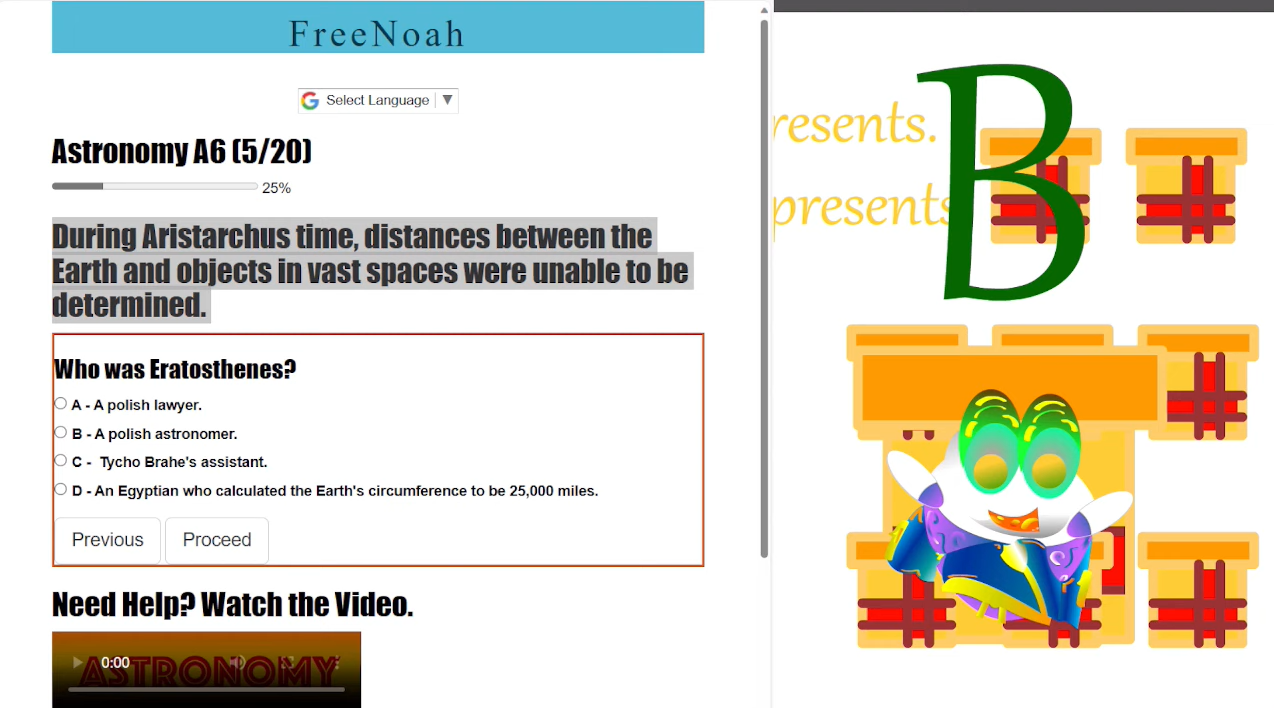 FreeNoah
Select Language ▼
Astronomy A6 (5/20)
25%
During Aristarchus time, distances between the
Earth and objects in vast spaces were unable to be
determined.
Who was Eratosthenes?
A - A polish lawyer.
B - A polish astronomer.
C - Tycho Brahe's assistant.
D - An Egyptian who calculated the Earth's circumference to be 25,000 miles.
Previous Proceed
Need Help? Watch the Video.
0:00
ASTRONOMY
resents.
presents
B